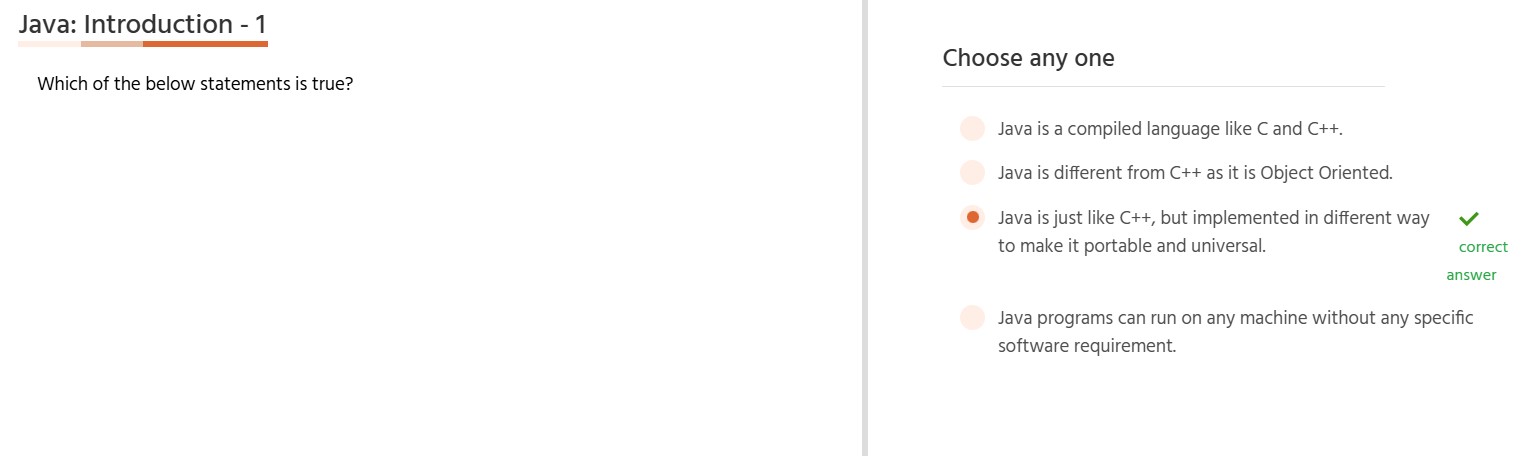 Java: Introduction - 1
Which of the below statements is true?
Choose any one
Java is a compiled language like C and C++.
Java is different from C++ as it is Object Oriented.
Java is just like C++, but implemented in different way
to make it portable and universal.
correct
answer
Java programs can run on any machine without any specific
software requirement.